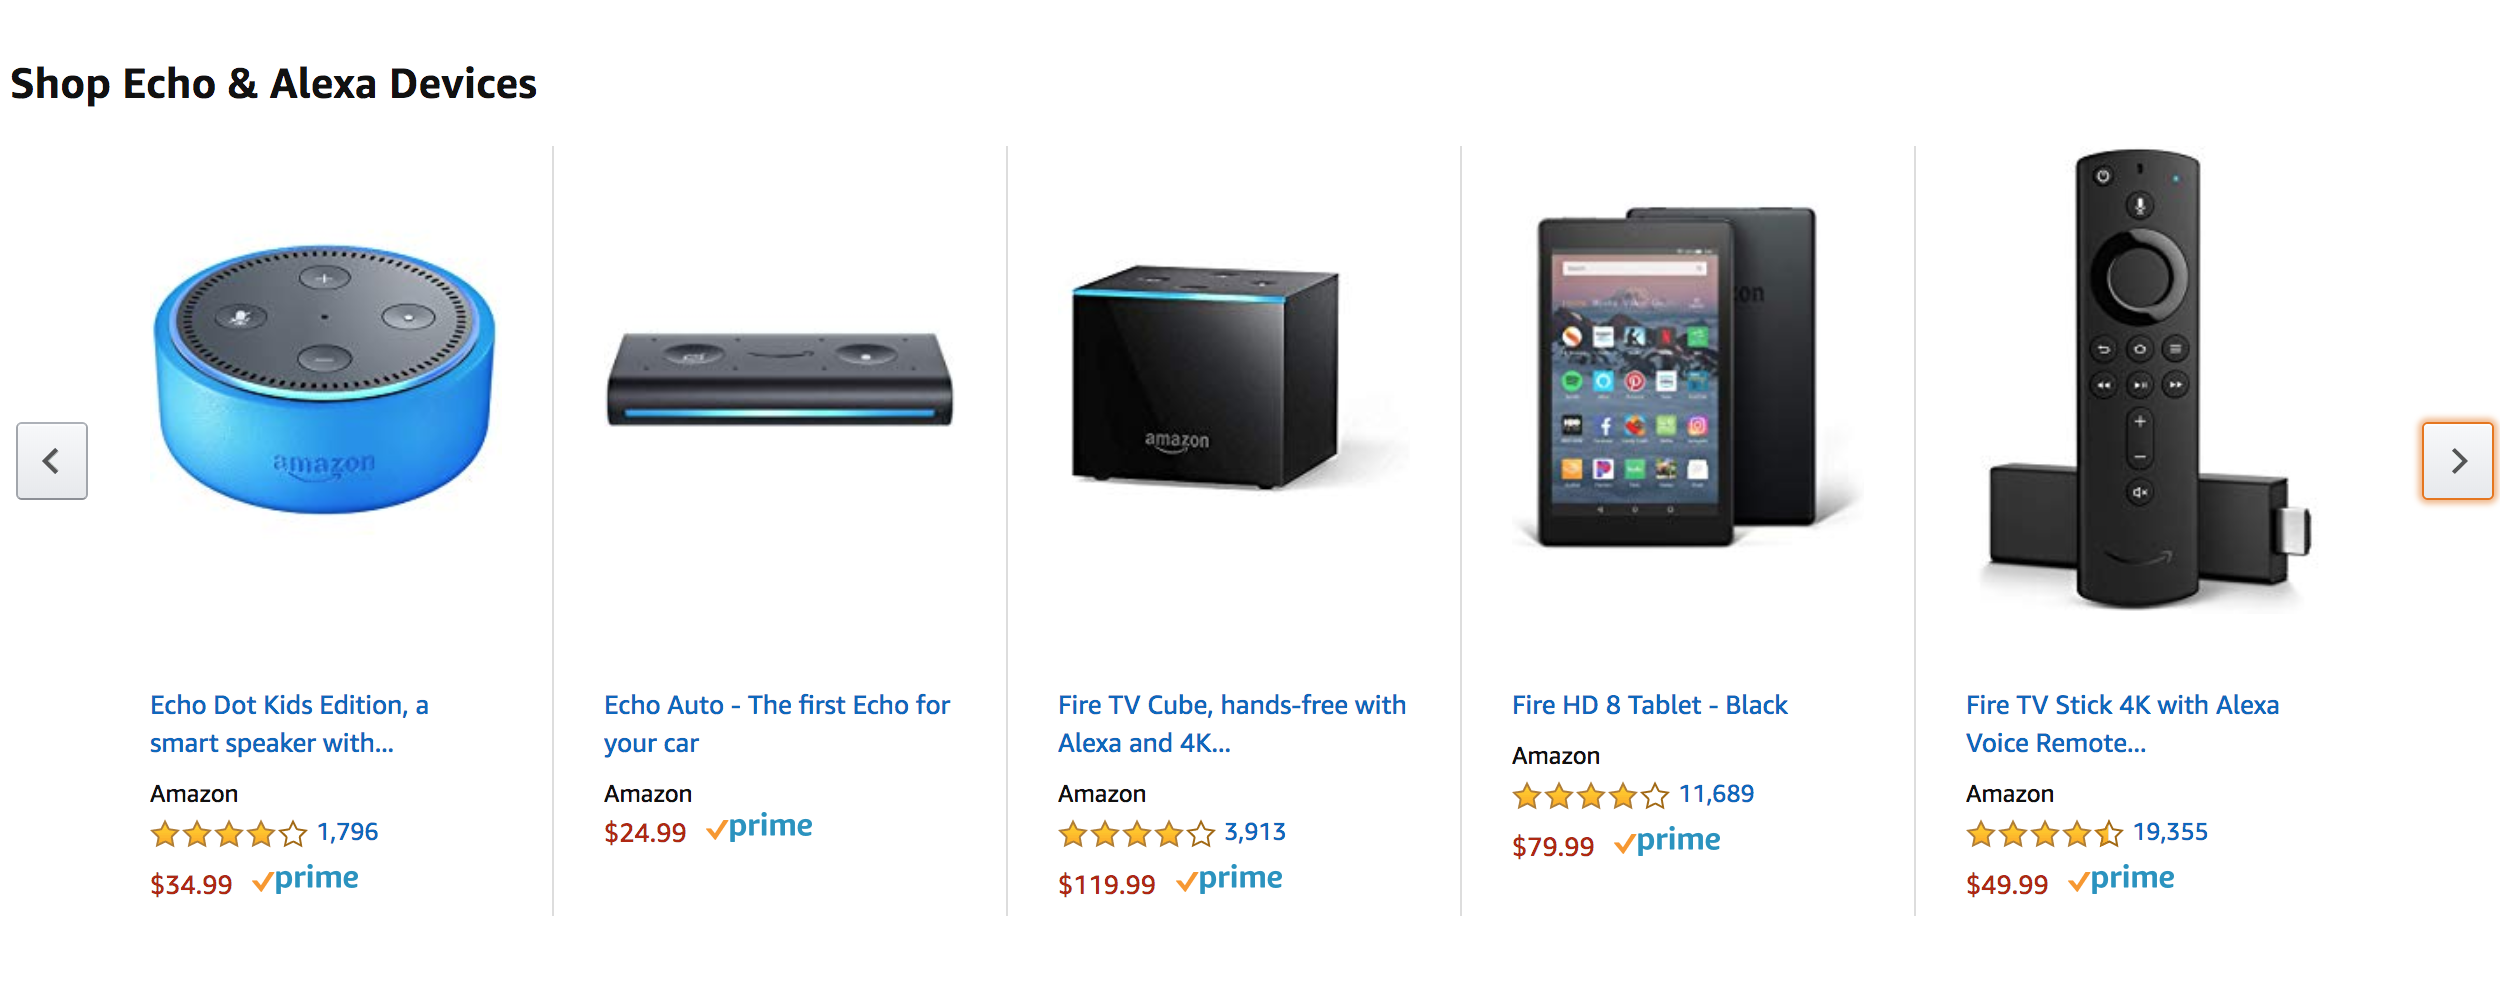 Shop Echo & Alexa Devices
amazon
amazon
Echo Dot Kids Edition, a
smart speaker with...
Amazon
1,796
$34.99 prime
Echo Auto - The first Echo for
your car
Amazon
$24.99 prime
Fire TV Cube, hands-free with
Alexa and 4K...
Amazon
3,913
$119.99 prime
Fire HD 8 Tablet - Black
Amazon
11,689
$79.99 prime
Fire TV Stick 4K with Alexa
Voice Remote...
Amazon
19,355
$49.99 prime